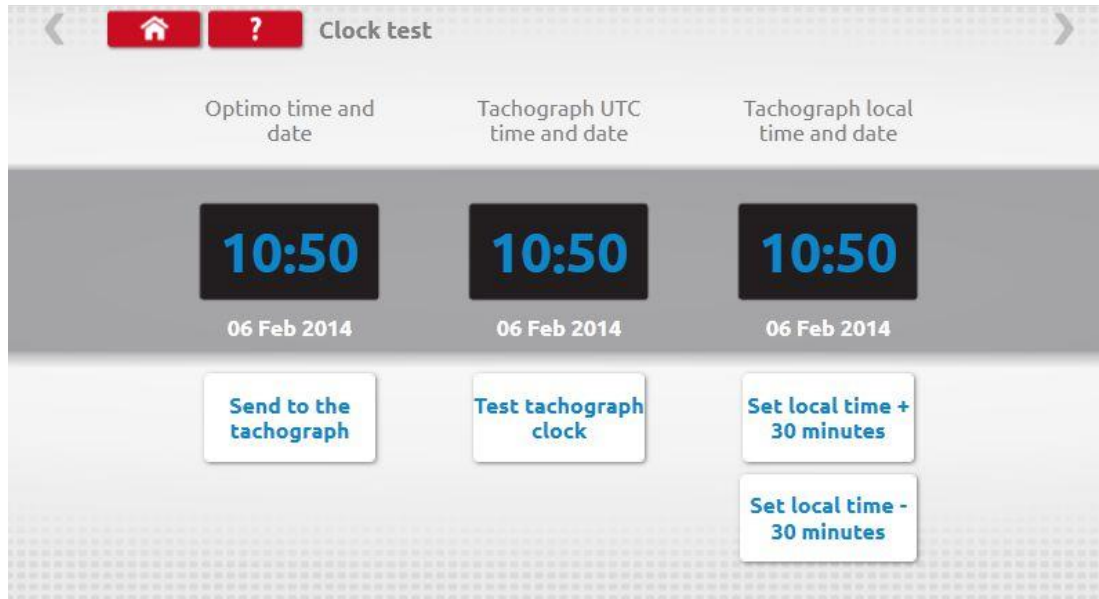 ? Clock test
Optimo time and
date
Tachograph UTC
time and date
Tachograph local
time and date
10:50
10:50
10:50
06 Feb 2014
06 Feb 2014
06 Feb 2014
Send to the
tachograph
Test tachograph
clock
Set local time +
30 minutes
Set local time -
30 minutes